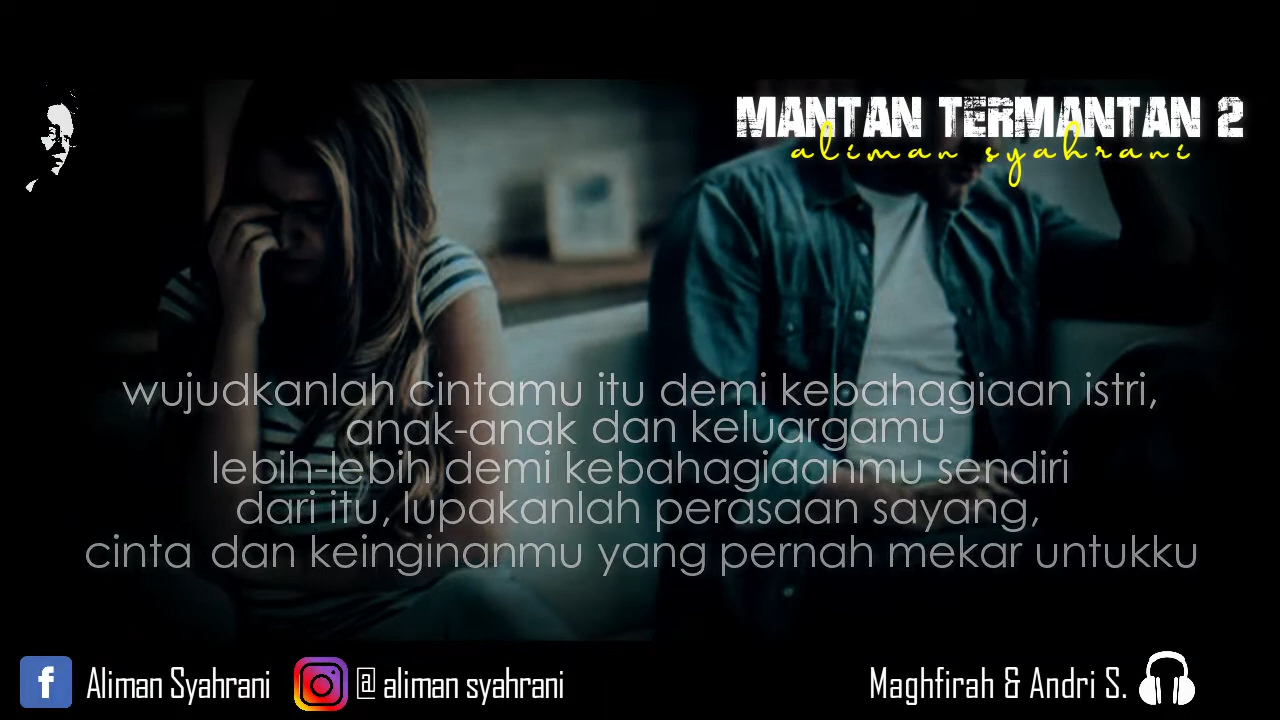 MANTAN TERMANTAN 2
aliman syahrani
wujudkanlah cintamu itu demi kebahagiaan istri,
anak-anak dan keluargamu
lebih-lebih demi kebahagiaanmu sendiri
dari itu, lupakanlah perasaan sayang,
cinta dan keinginanmu yang pernah mekar untukku
f Aliman Syahrani @ aliman syahrani Maghfirah & Andri S.